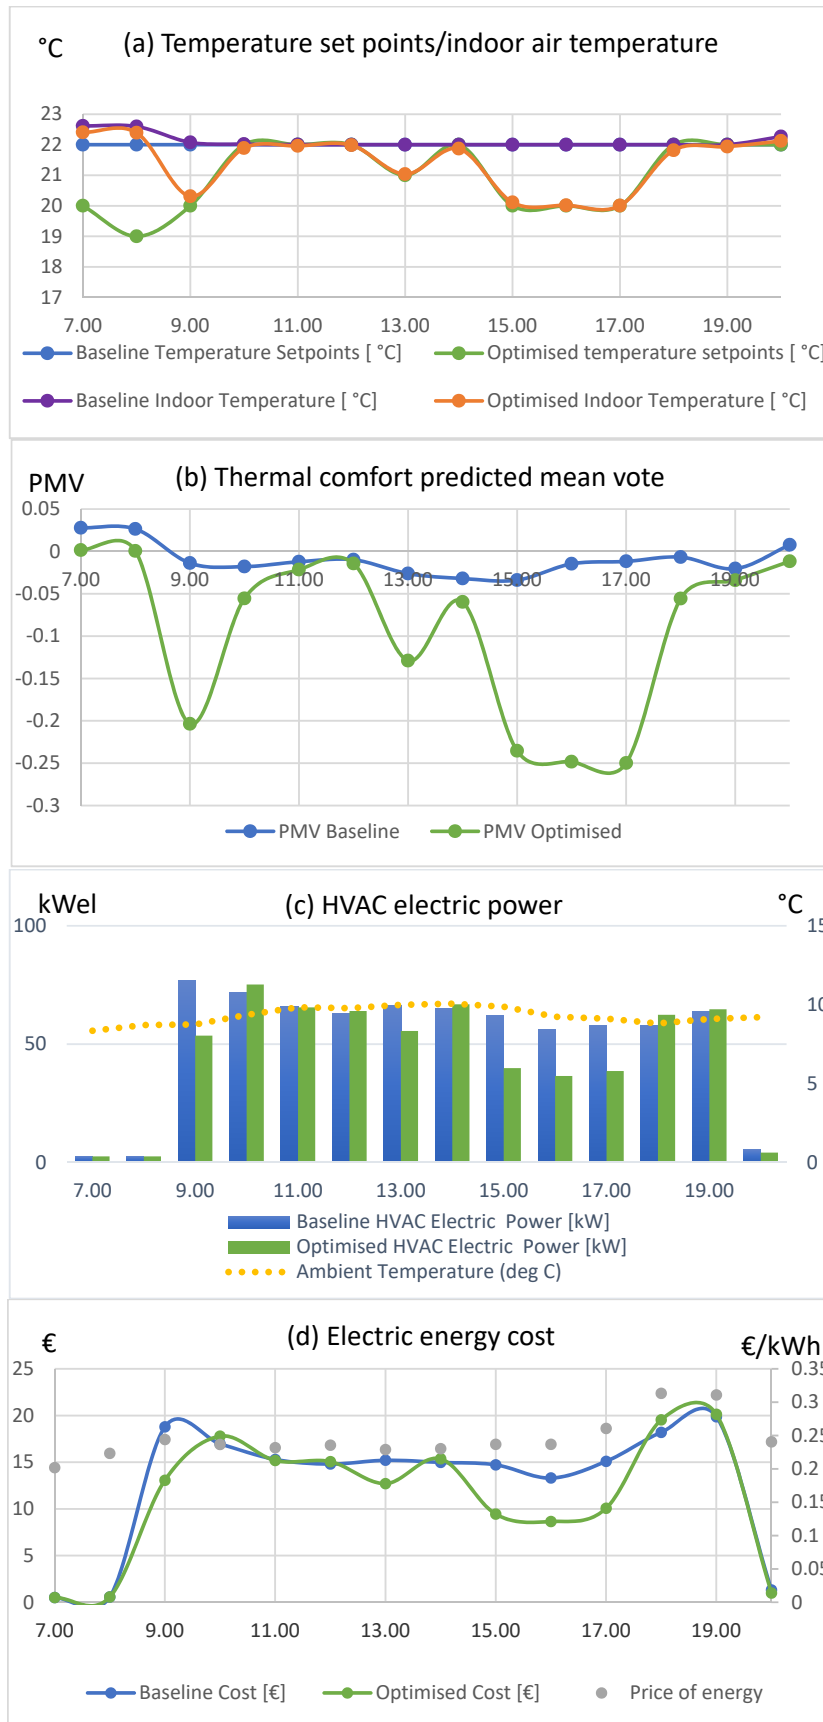 (a) Temperature set points/indoor air temperature
°C
23
22
21
20
19
18
17
7.00 9.00 11.00 13.00 15.00 17.00 19.00
Baseline Temperature Setpoints [ °C] Optimised temperature setpoints [ °C]
Baseline Indoor Temperature [ °C] Optimised Indoor Temperature [ °C]
(b) Thermal comfort predicted mean vote
PMV
0.05
0
7.00 9.00 11.00 13.00 15.00 17.00 19.00
-0.05
-0.1
-0.15
-0.2
-0.25
-0.3
PMV Baseline PMV Optimised
kWel (c) HVAC electric power °C
100 15
10
50
5
0 0
7.00 9.00 11.00 13.00 15.00 17.00 19.00
Baseline HVAC Electric Power [kW]
Optimised HVAC Electric Power [kW]
Ambient Temperature (deg C)
€ (d) Electric energy cost €/kWh
25 0.35
0.3
20
0.25
15
0.2
0.15
10
0.1
5
0.05
0 0
7.00 9.00 11.00 13.00 15.00 17.00 19.00
Baseline Cost [€] Optimised Cost [€] Price of energy